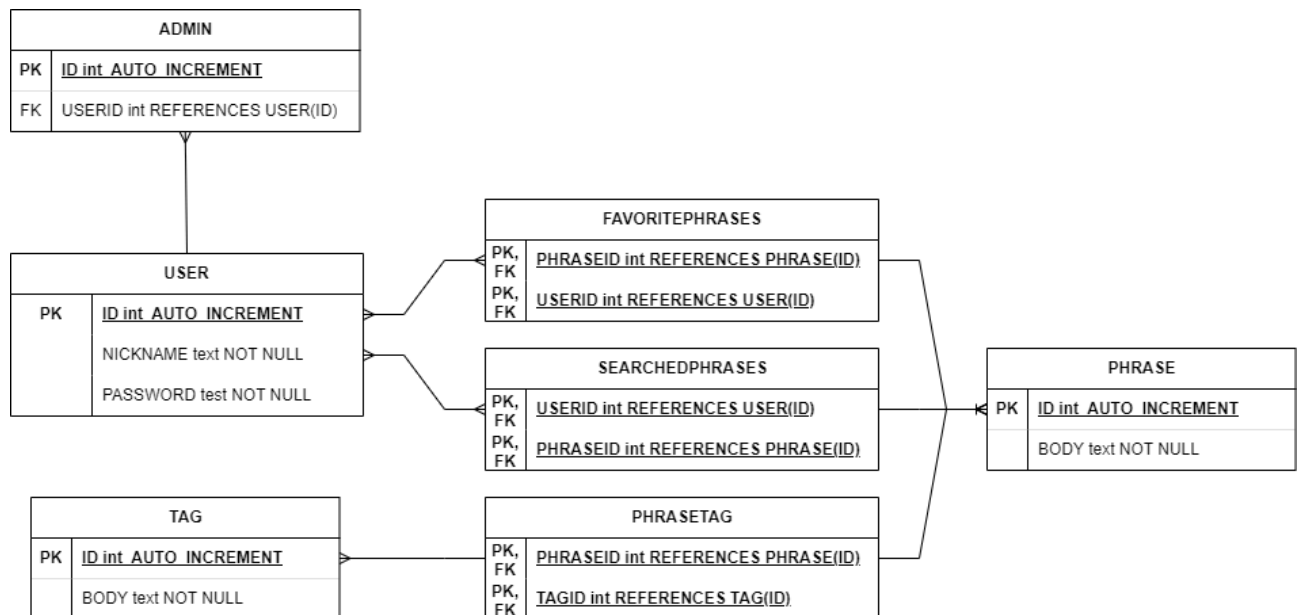 ADMIN
PK ID int AUTO_INCREMENT
FK USERID int REFERENCES USER(ID)
USER
PK ID int AUTO_INCREMENT
NICKNAME text NOT NULL
PASSWORD test NOT NULL
FAVORITEPHRASES
PK,
FK
PHRASEID int REFERENCES PHRASE(ID)
PK,
FK
USERID int REFERENCES USER(ID)
SEARCHEDPHRASES
PK,
FK
USERID int REFERENCES USER(ID)
PK,
FK
PHRASEID int REFERENCES PHRASE(ID)
PHRASE
PK ID int AUTO_INCREMENT
BODY text NOT NULL
TAG
PK ID int AUTO_INCREMENT
BODY text NOT NULL
PHRASETAG
PK,
FK
PHRASEID int REFERENCES PHRASE(ID)
PK,
FK
TAGID int REFERENCES TAG(ID)